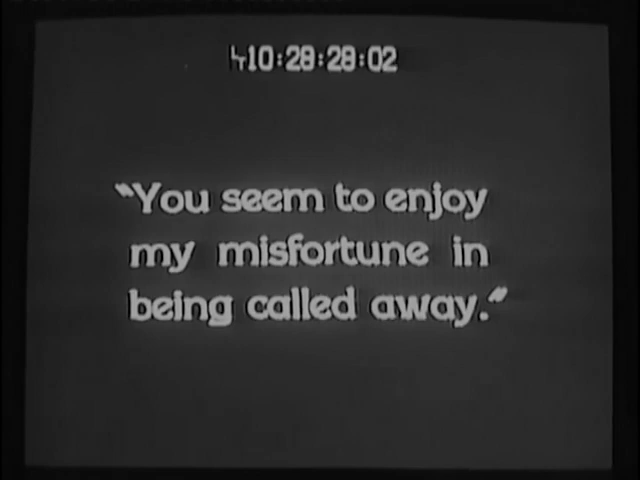 10:28:28:02
"You seem to enjoy
my misfortune in
being called away."